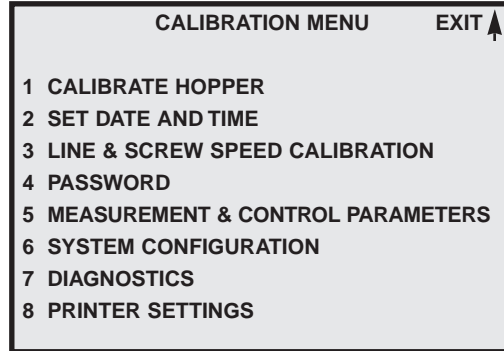 CALIBRATION MENU EXIT
1 CALIBRATE HOPPER
2 SET DATE AND TIME
3 LINE & SCREW SPEED CALIBRATION
4 PASSWORD
5 MEASUREMENT & CONTROL PARAMETERS
6 SYSTEM CONFIGURATION
7 DIAGNOSTICS
8 PRINTER SETTINGS